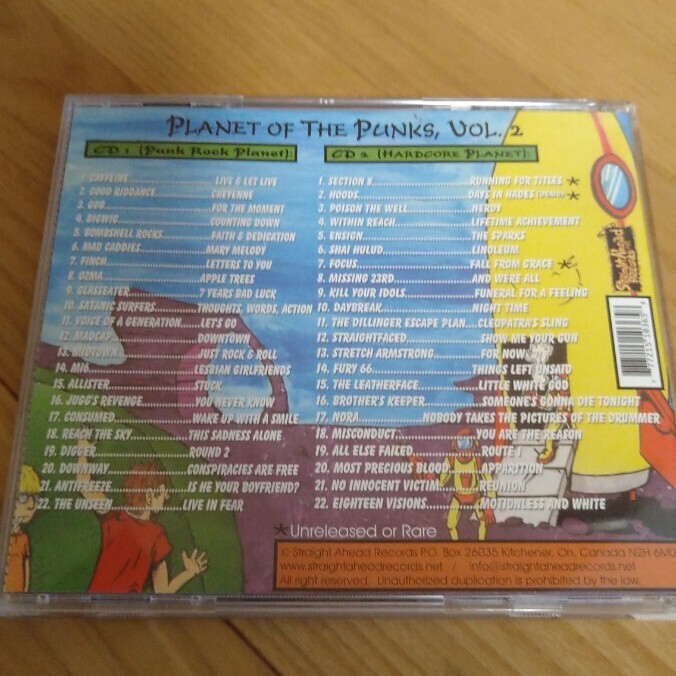 PLANET OF THE PUNKS, VOL. 2
CD 1 (PUNK ROCK PLANET):
1. CAFFEINE......LIVE & LET LIVE
2. GOOD RIDDANCE......CHEYENNE
3. GOB......FOR THE MOMENT
4. BIGWIG......COUNTING DOWN
5. BOMBSHELL ROCKS......FAITH & DEDICATION
6. MAD CADDIES......MARY MELODY
7. FINCH......LETTERS TO YOU
8. OZMA......APPLE TREES
9. GLASEATER......7 YEARS BAD LUCK
10. SATANIC SURFERS......THOUGHTS, WORDS, ACTION
11. VOICE OF A GENERATION......LET'S GO
12. MADCAP......DOWNTOWN
13. MIDTOWN......JUST ROCK & ROLL
14. MI6......LESBIAN GIRLFRIENDS
15. ALLISTER......STUCK
16. JUGG'S REVENGE......YOU NEVER KNOW
17. CONSUMED......WAKE UP WITH A SMILE
18. REACH THE SKY......THIS SADNESS ALONE
19. DIGGER......ROUND 2
20. DOWNWAY......CONSPIRACIES ARE FREE
21. ANTIFREEZE......IS HE YOUR BOYFRIEND?
22. THE UNSEEN......LIVE IN FEAR
CD 2 (HARDCORE PLANET):
1. SECTION 8......RUNNING FOR TITLES *
2. HOODS......DAYS IN HADES (DEMO) *
3. POISON THE WELL......NERDY
4. WITHIN REACH......LIFETIME ACHIEVEMENT
5. ENSIGN......THE SPARKS
6. SHAI HULUD......LINOLEUM
7. FOCUS......FALL FROM GRACE *
8. MISSING 23RD......AND WERE ALL
9. KILL YOUR IDOLS......FUNERAL FOR A FEELING
10. DAYBREAK......NIGHT TIME
11. THE DILLINGER ESCAPE PLAN...CLEOPATRA'S SLING
12. STRAIGHTFACED......SHOW ME YOUR GUN
13. STRETCH ARMSTRONG......FOR NOW
14. FURY 66......THINGS LEFT UNSAID
15. THE LEATHERFACE......LITTLE WHITE GOD
16. BROTHER'S KEEPER......SOMEONE'S GONNA DIE TONIGHT
17. NORA......NOBODY TAKES THE PICTURES OF THE DRUMMER
18. MISCONDUCT......YOU ARE THE REASON
19. ALL ELSE FAILED......ROUTE 1
20. MOST PRECIOUS BLOOD......APPARITION
21. NO INNOCENT VICTIM......REUNION
22. EIGHTEEN VISIONS......MOTIONLESS AND WHITE
*Unreleased or Rare
Straight Ahead Records
© Straight Ahead Records P.O. Box 26035 Kitchener, On, Canada N2H 6M0
www.straightaheadrecords.net / info@straightaheadrecords.net
All right reserved. Unauthorized duplication is prohibited by the law.